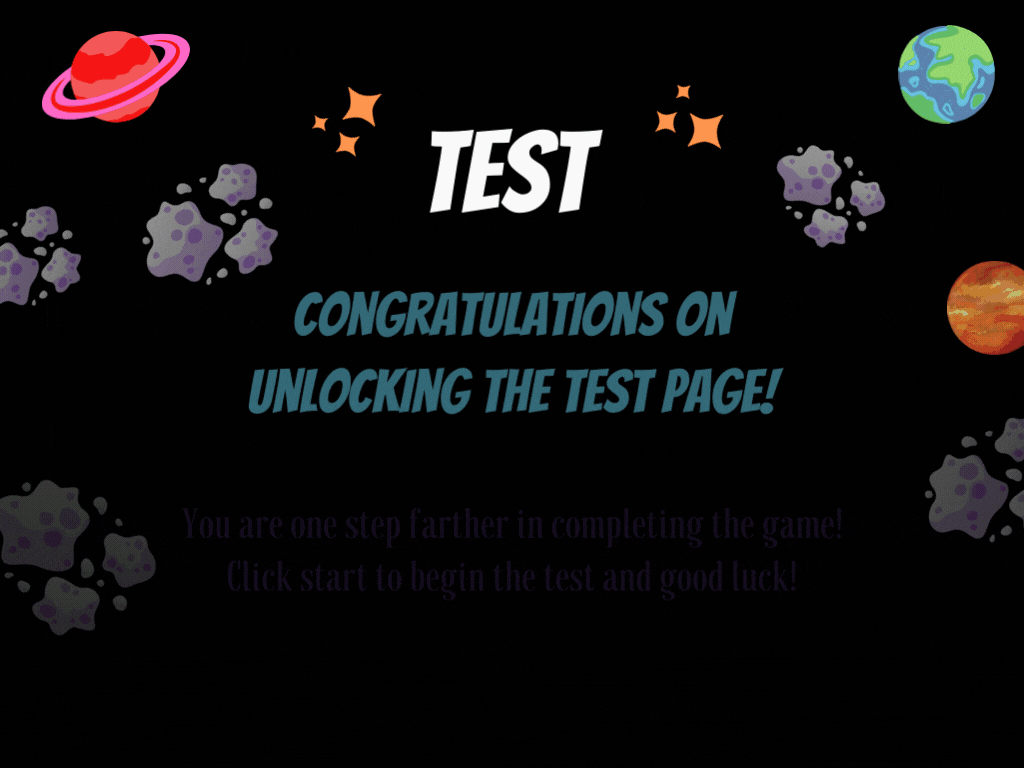 TEST
CONGRATULATIONS ON
UNLOCKING THE TEST PAGE!
You are one step farther in completing the game!
Click start to begin the test and good luck!